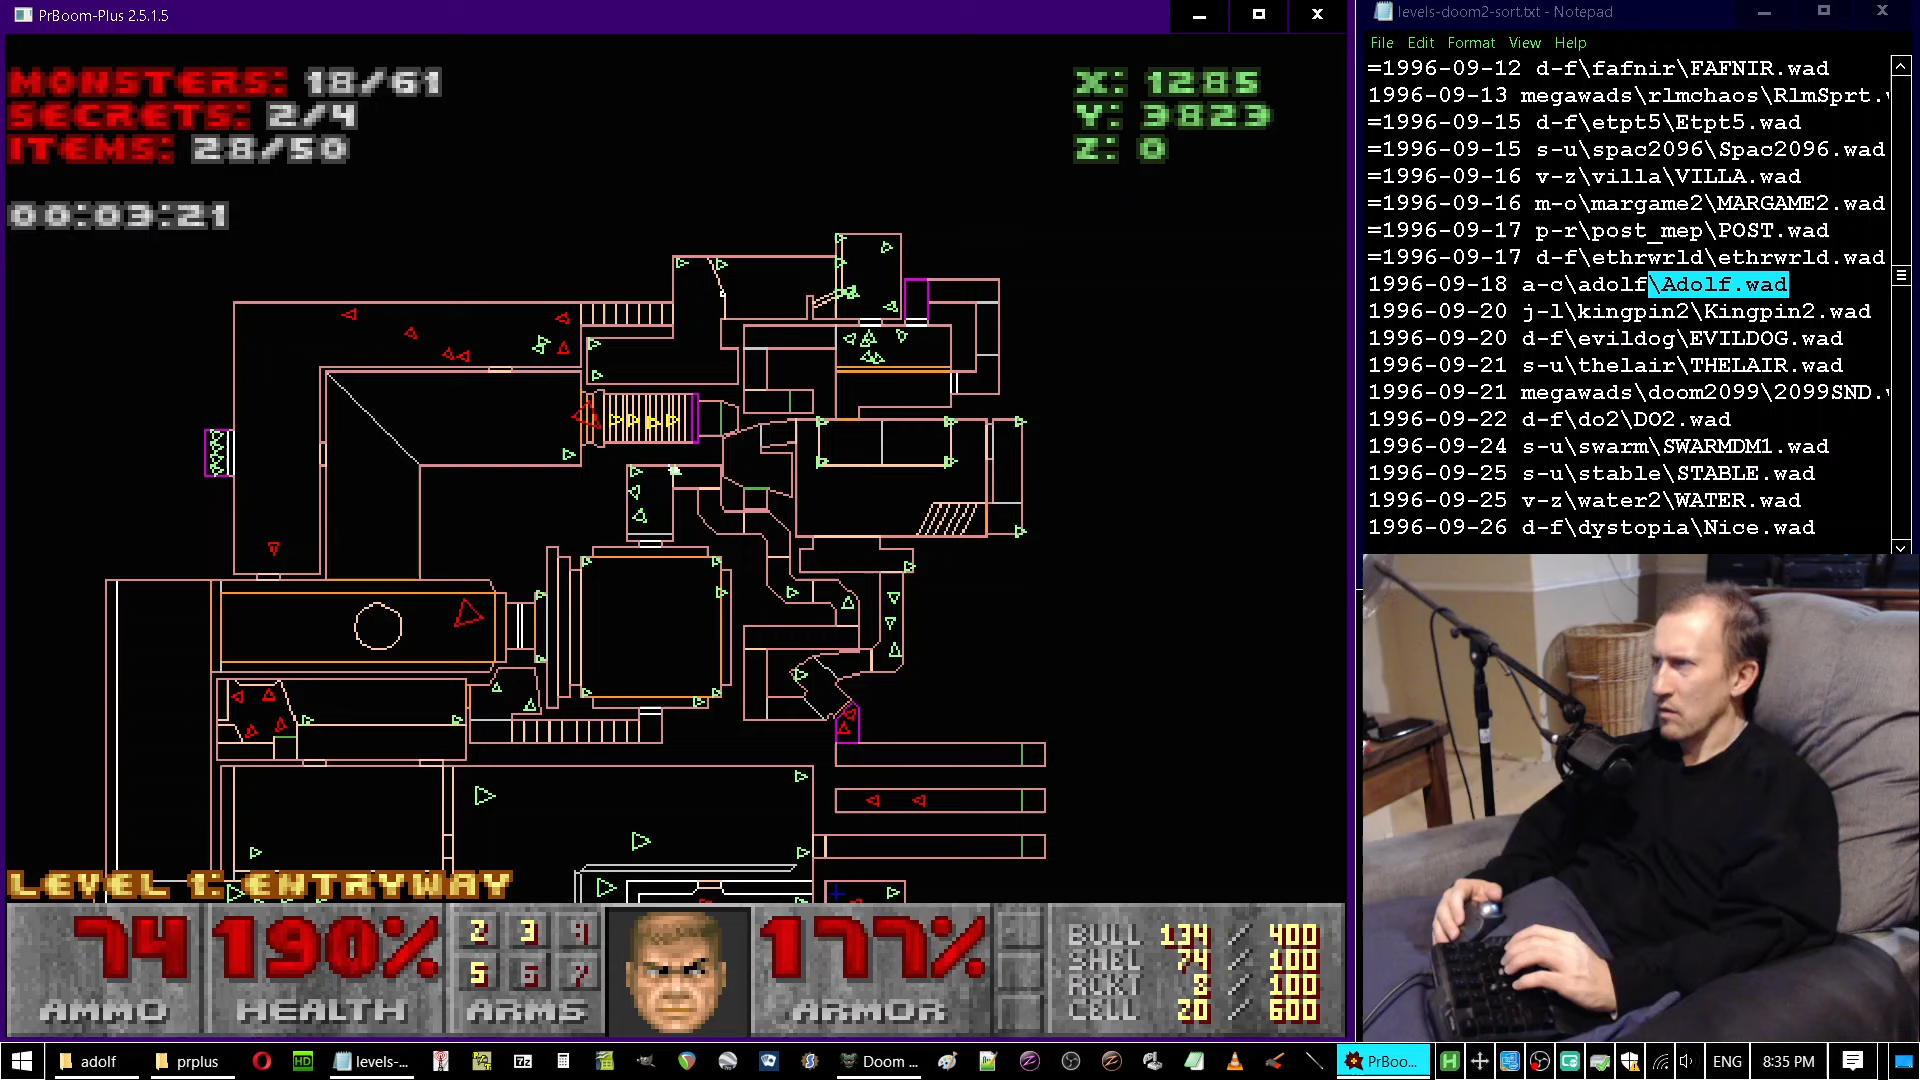 PrBoom-Plus 2.5.1.5
MONSTERS: 18/61
SECRETS: 2/4
ITEMS: 28/50
00:03:21
X: 1285
Y: 3823
Z: 0
LEVEL 1: ENTRYWAY
74
AMMO
190%
HEALTH
2 3 4
5 6 7
ARMS
177%
ARMOR
BULL 134 / 400
SHEL 74 / 100
RCKT 8 / 100
CELL 20 / 600
levels-doom2-sort.txt - Notepad
File Edit Format View Help
=1996-09-12 d-f\fafnir\FAFNIR.wad
1996-09-13 megawads\rlmchaos\RlmSprt.
1996-09-15 d-f\etpt5\Etpt5.wad
=1996-09-15 s-u\spac2096\Spac2096.wad
=1996-09-16 v-z\villa\VILLA.wad
=1996-09-16 m-o\margame2\MARGAME2.wad
=1996-09-17 p-r\post_mep\POST.wad
=1996-09-17 d-f\ethrwrld\ethrwrld.wad
1996-09-18 a-c\adolf\Adolf.wad
1996-09-20 j-l\kingpin2\Kingpin2.wad
1996-09-20 d-f\evildog\EVILDOG.wad
1996-09-21 s-u\thelair\THELAIR.wad
1996-09-21 megawads\doom2099\2099SND.
1996-09-22 d-f\do2\DO2.wad
1996-09-24 s-u\swarm\SWARMDM1.wad
1996-09-25 s-u\stable\STABLE.wad
1996-09-25 v-z\water2\WATER.wad
1996-09-26 d-f\dystopia\Nice.wad
adolf
prplus
HD
levels-...
7z
Doom ...
PrBoo...
ENG
8:35 PM